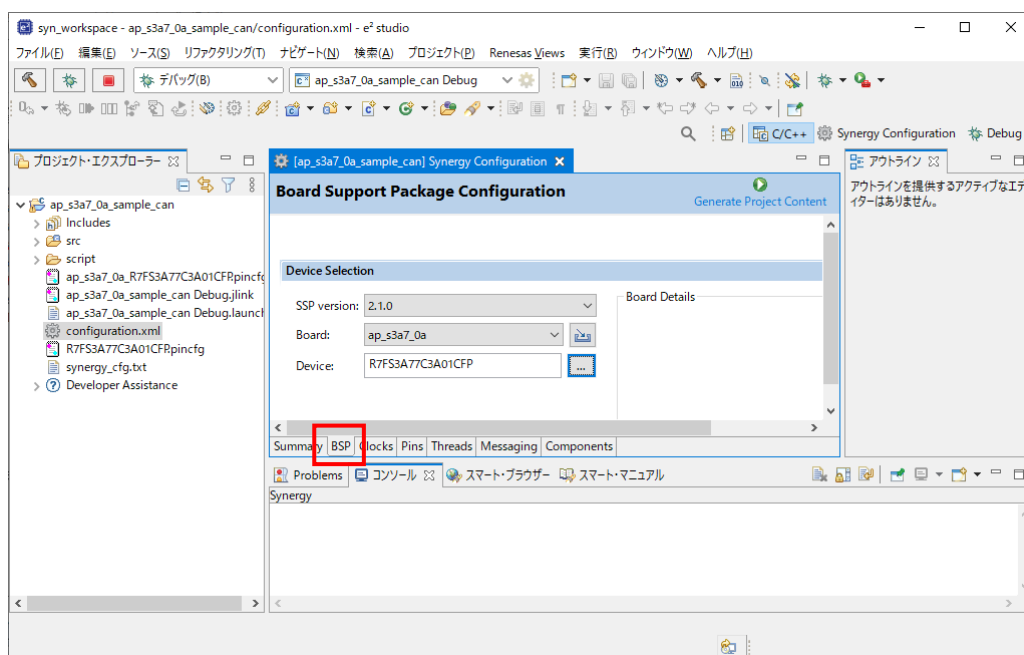 syn_workspace - ap_s3a7_0a_sample_can/configuration.xml - e² studio
ファイル(F) 編集(E) ソース(S) リファクタリング(T) ナビゲート(N) 検索(A) プロジェクト(P) Renesas Views 実行(R) ウィンドウ(W) ヘルプ(H)
デバッグ(B) ap_s3a7_0a_sample_can Debug
C/C++ Synergy Configuration Debug
プロジェクト・エクスプローラー
ap_s3a7_0a_sample_can
Includes
src
script
ap_s3a7_0a_R7FS3A77C3A01CFP.pincfg
ap_s3a7_0a_sample_can Debug.jlink
ap_s3a7_0a_sample_can Debug.launch
configuration.xml
R7FS3A77C3A01CFP.pincfg
synergy_cfg.txt
Developer Assistance
[ap_s3a7_0a_sample_can] Synergy Configuration
Board Support Package Configuration
Generate Project Content
Device Selection
SSP version: 2.1.0
Board: ap_s3a7_0a
Device: R7FS3A77C3A01CFP
...
Board Details
Summary BSP Clocks Pins Threads Messaging Components
アウトライン
アウトラインを提供するアクティブなエデ
ィターはありません。
Problems コンソール スマート・ブラウザー スマート・マニュアル
Synergy